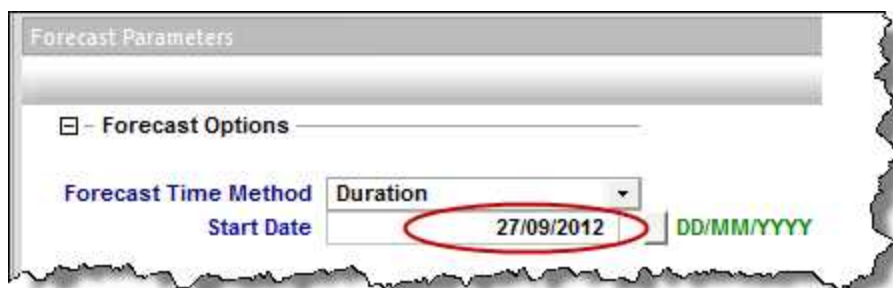 Forecast Parameters
Forecast Options
Forecast Time Method Duration
Start Date 27/09/2012 DD/MM/YYYY